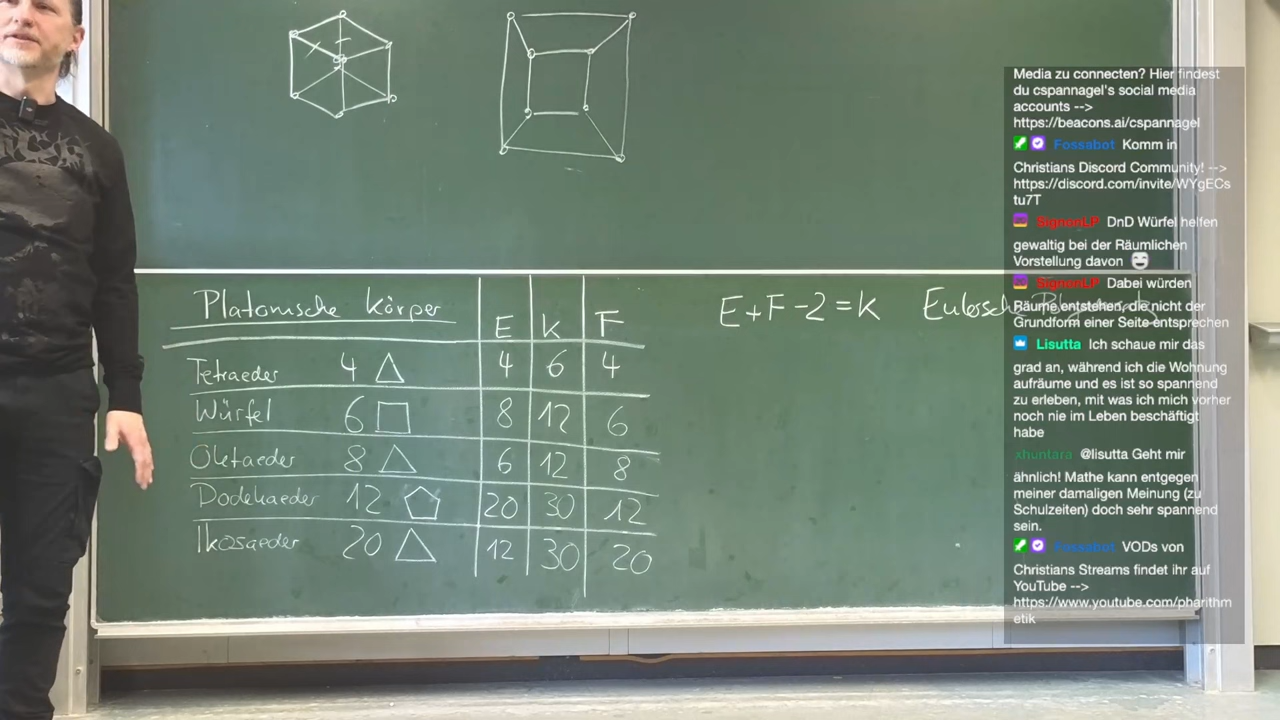 Platonische Körper E K F
Tetraeder 4 4 6 4
Würfel 6 8 12 6
Oktaeder 8 6 12 8
Dodekaeder 12 20 30 12
Ikosaeder 20 12 30 20
E+F-2=K
Media zu connecten? Hier findest
du cspannagel's social media
accounts -->
https://beacons.ai/cspannagel
Fossabot Komm in
Christians Discord Community! -->
https://discord.com/invite/WYgECs
tu7T
SignonLP DnD Würfel helfen
gewaltig bei der Räumlichen
Vorstellung davon
SignonLP Dabei würden
Räume entstehen, die nicht der
Grundform einer Seite entsprechen
Lisutta Ich schaue mir das
grad an, während ich die Wohnung
aufräume und es ist so spannend
zu erleben, mit was ich mich vorher
noch nie im Leben beschäftigt
habe
xhuntara @lisutta Geht mir
ähnlich! Mathe kann entgegen
meiner damaligen Meinung (zu
Schulzeiten) doch sehr spannend
sein.
Fossabot VODs von
Christians Streams findet ihr auf
YouTube -->
https://www.youtube.com/pharithm
etik